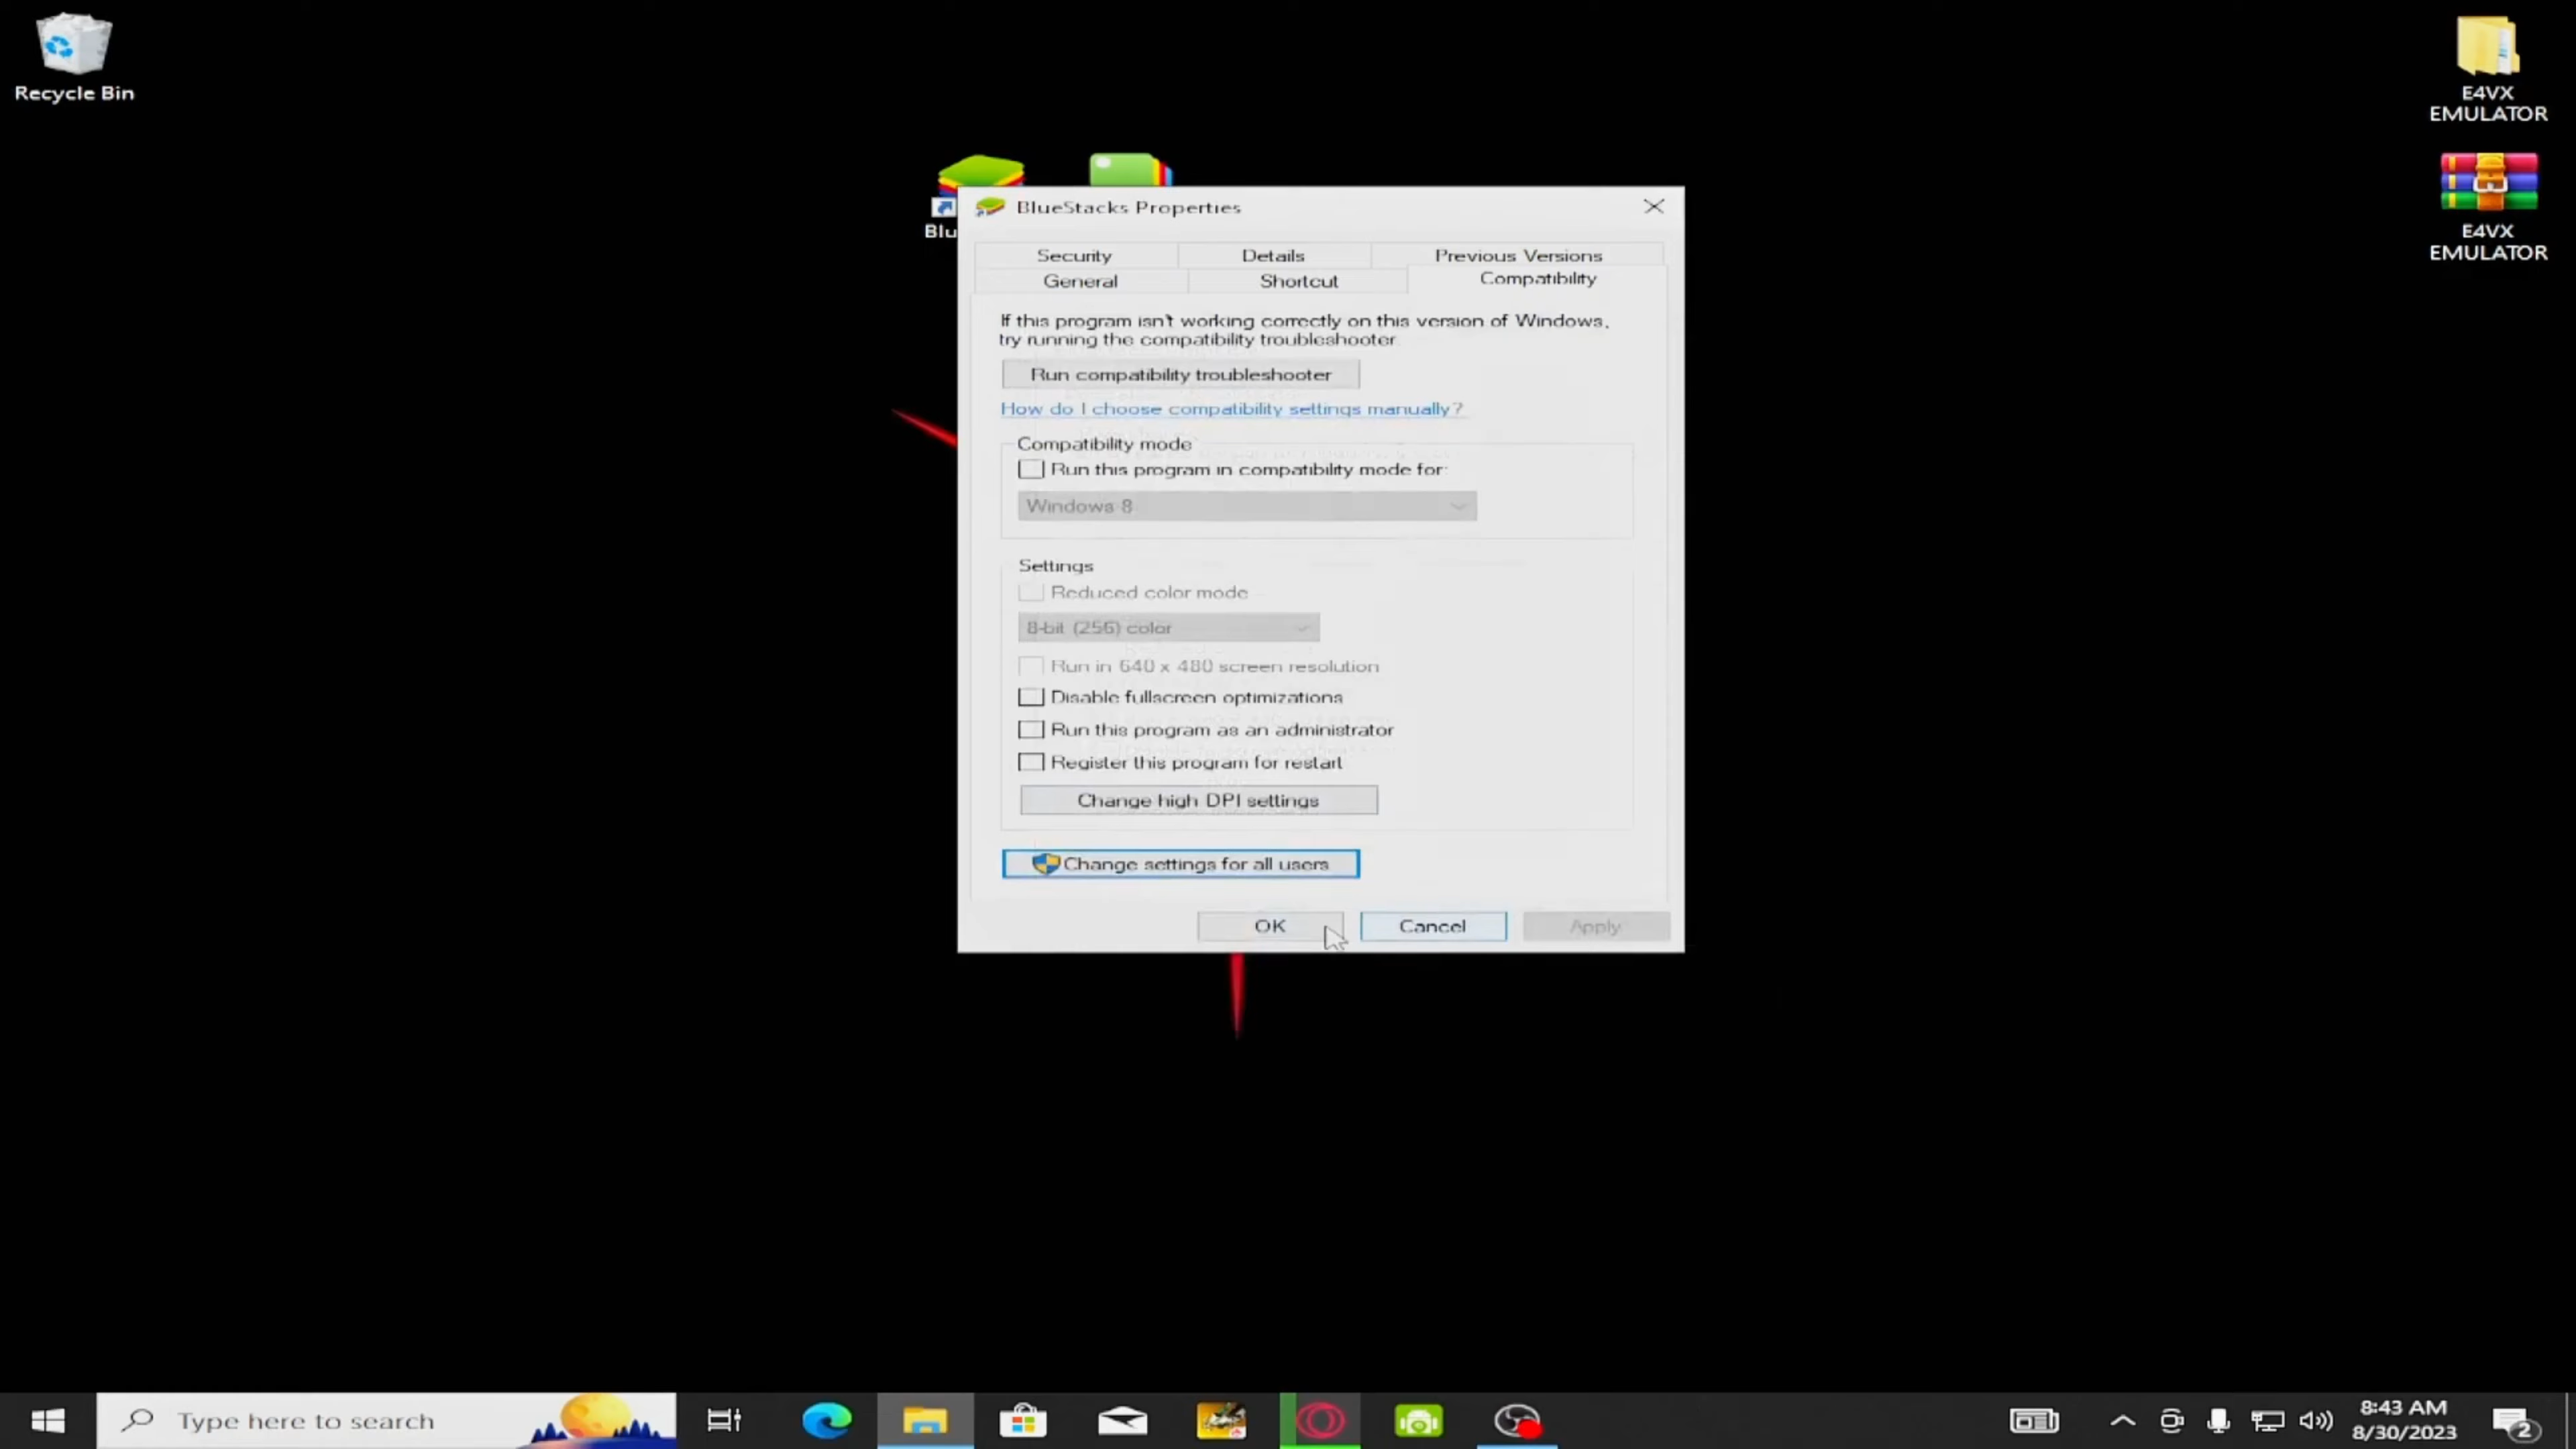 Recycle Bin
E4VX
EMULATOR
E4VX
EMULATOR
Blu
BlueStacks Properties
Security
Details
Previous Versions
General
Shortcut
Compatibility
If this program isn't working correctly on this version of Windows,
try running the compatibility troubleshooter
Run compatibility troubleshooter
How do I choose compatibility settings manually?
Compatibility mode
Run this program in compatibility mode for:
Windows 8
Settings
Reduced color mode
8-bit (256) color
Run in 640 x 480 screen resolution
Disable fullscreen optimizations
Run this program as an administrator
Register this program for restart
Change high DPI settings
Change settings for all users
OK
Cancel
Apply
Type here to search
8:43 AM
8/30/2023
2